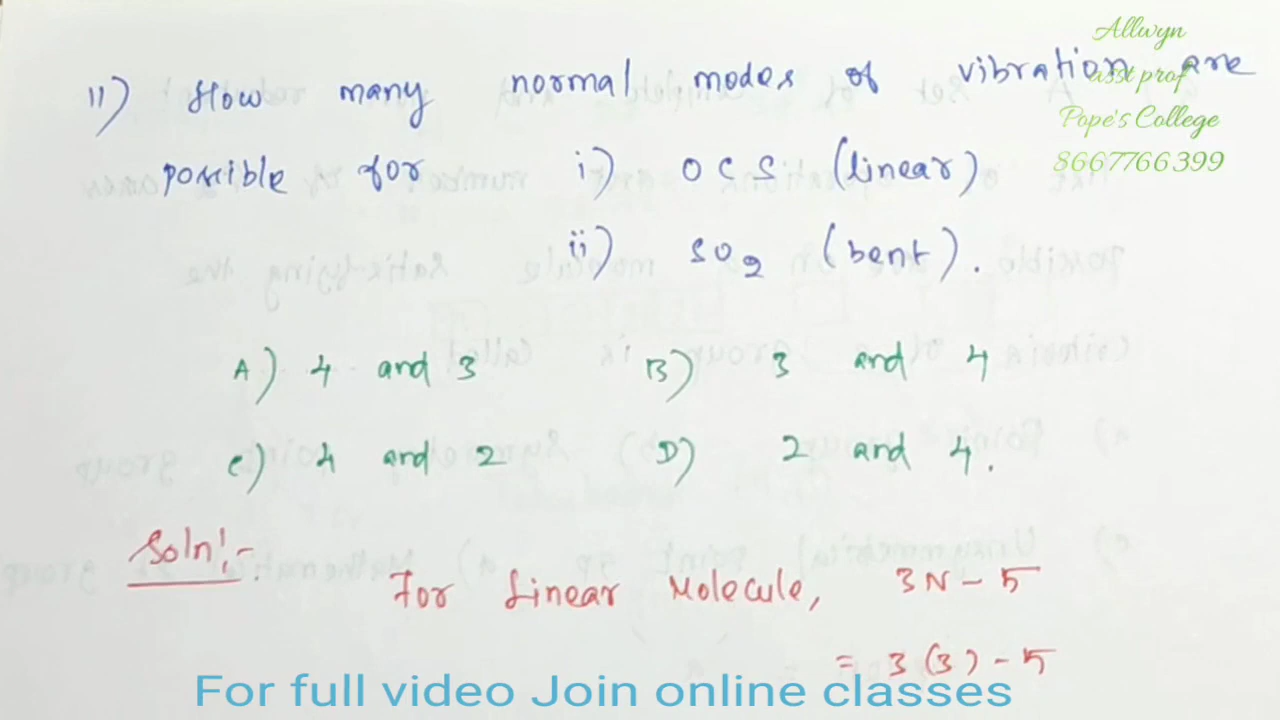 Allwyn
asst prof
Pope's College
8667766399
11) How many normal modes of vibration are
possible for i) OCS (linear)
ii) SO2 (bent).
A) 4 and 3 B) 3 and 4
C) 4 and 2 D) 2 and 4.
Soln:-
For Linear Molecule, 3N - 5
= 3(3) - 5
For full video Join online classes